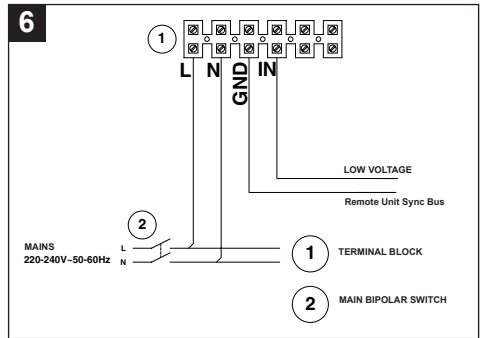 6
1
L N GND IN
LOW VOLTAGE
Remote Unit Sync Bus
2
MAINS
220-240V~50-60Hz
L
N
1 TERMINAL BLOCK
2 MAIN BIPOLAR SWITCH